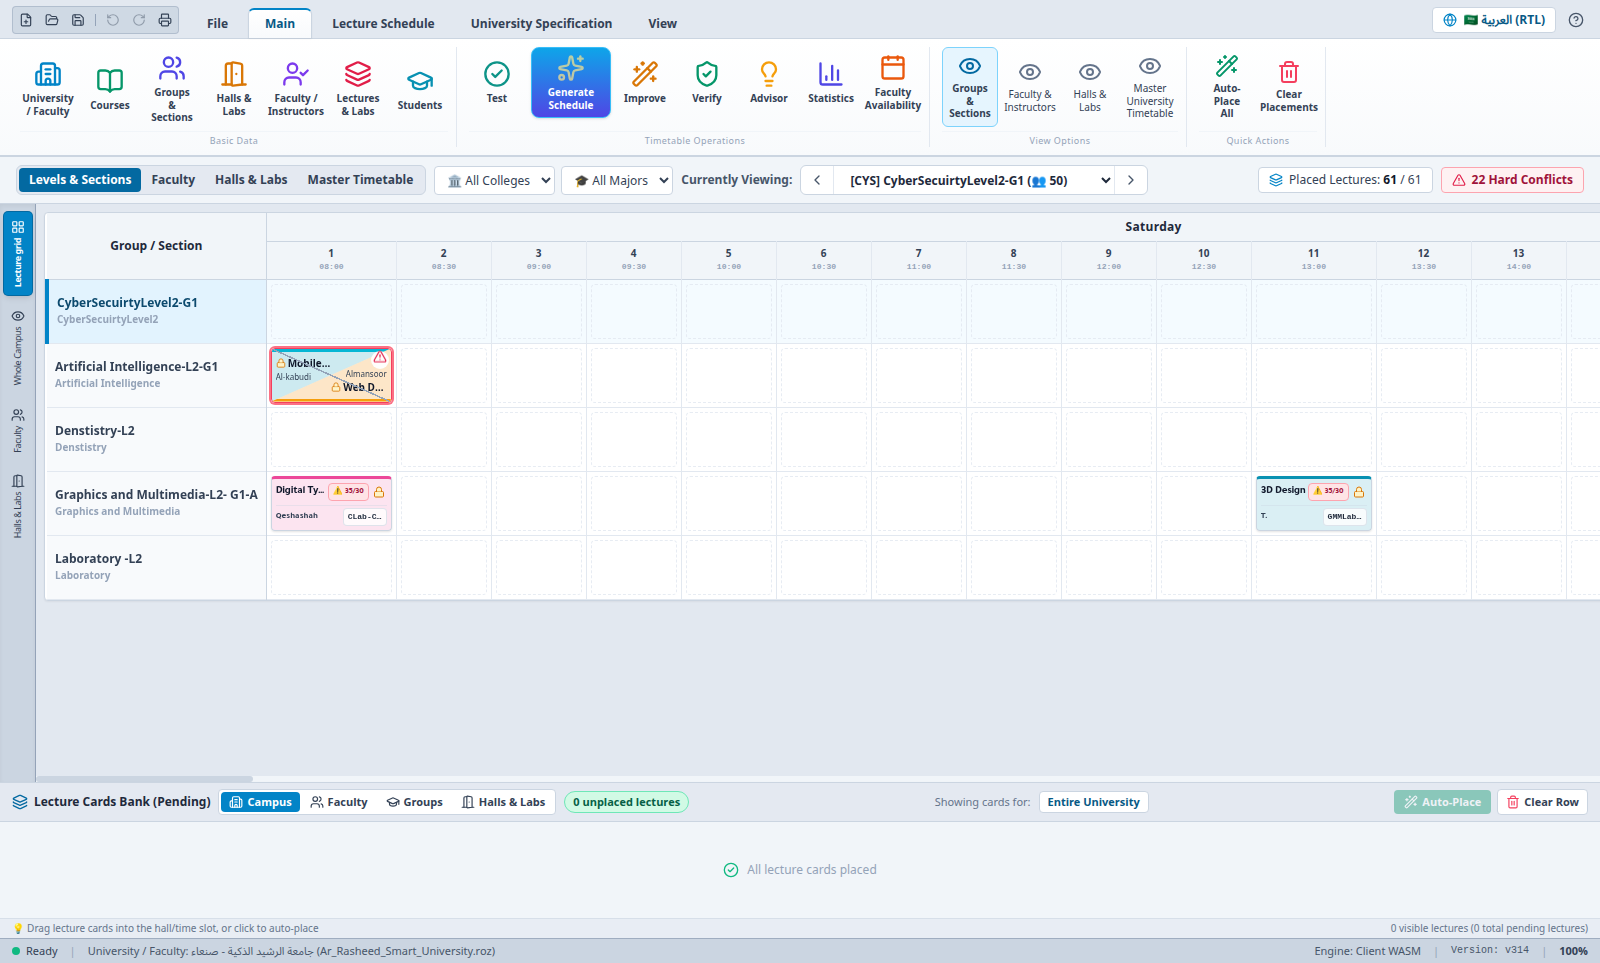 File
Main
Lecture Schedule
University Specification
View
العربية (RTL)
University / Faculty
Courses
Groups & Sections
Halls & Labs
Faculty / Instructors
Lectures & Labs
Students
Basic Data
Test
Generate Schedule
Improve
Verify
Advisor
Statistics
Faculty Availability
Timetable Operations
Groups & Sections
Faculty & Instructors
Halls & Labs
Master University Timetable
View Options
Auto-Place All
Clear Placements
Quick Actions
Levels & Sections
Faculty
Halls & Labs
Master Timetable
All Colleges
All Majors
Currently Viewing:
[CYS] CyberSecuirtyLevel2-G1 (👥 50)
Placed Lectures: 61 / 61
22 Hard Conflicts
Lecture grid
Whole Campus
Faculty
Halls & Labs
Group / Section
Saturday
1 2 3 4 5 6 7 8 9 10 11 12 13
08:00 08:30 09:00 09:30 10:00 10:30 11:00 11:30 12:00 12:30 13:00 13:30 14:00
CyberSecuirtyLevel2-G1
CyberSecuirtyLevel2
Artificial Intelligence-L2-G1
Artificial Intelligence
Mobile...
Al-kabudi
Almansoor
Web D...
Denstistry-L2
Denstistry
Graphics and Multimedia-L2- G1-A
Graphics and Multimedia
Digital Ty... 35/30
Qeshashah CLab-C...
3D Design 35/30
T. GMMLab...
Laboratory -L2
Laboratory
Lecture Cards Bank (Pending)
Campus
Faculty
Groups
Halls & Labs
0 unplaced lectures
Showing cards for:
Entire University
Auto-Place
Clear Row
All lecture cards placed
Drag lecture cards into the hall/time slot, or click to auto-place
0 visible lectures (0 total pending lectures)
Ready
University / Faculty: جامعة الرشيد الذكية - صنعاء (Ar_Rasheed_Smart_University.roz)
Engine: Client WASM
Version: v314
100%